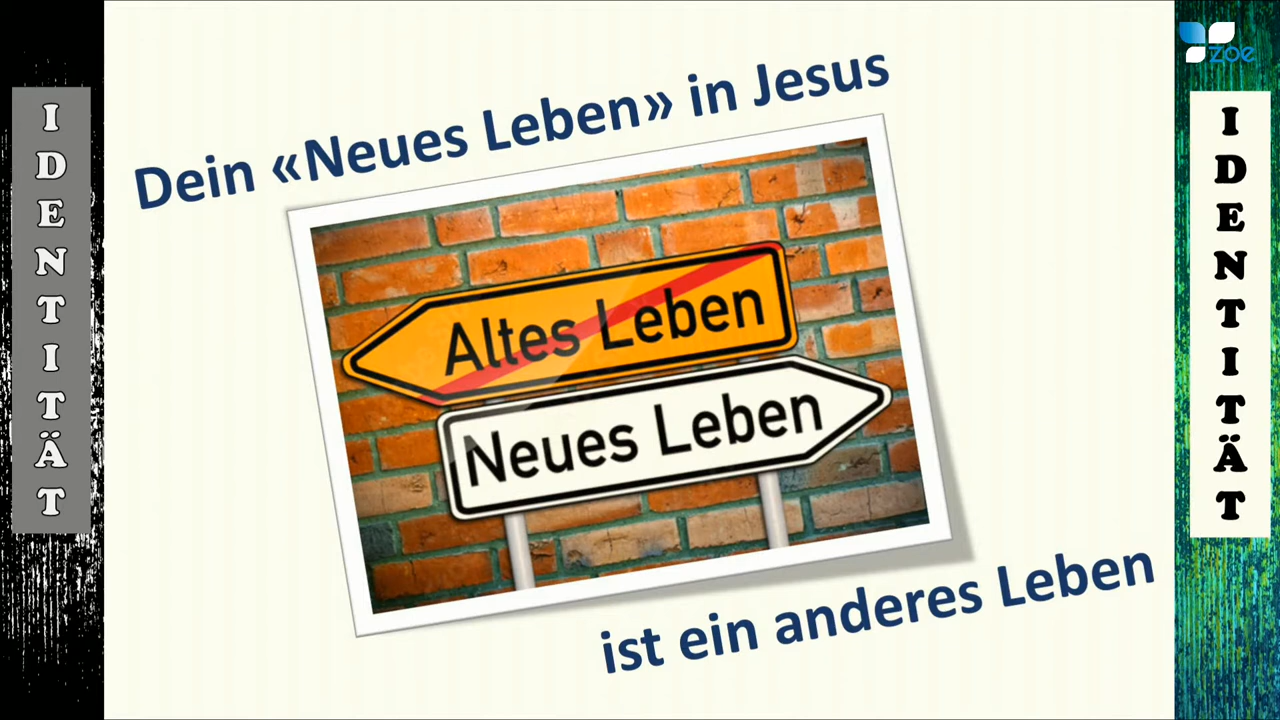 Dein «Neues Leben» in Jesus
Altes Leben
Neues Leben
ist ein anderes Leben
IDENTITÄT
IDENTITÄT
zoe